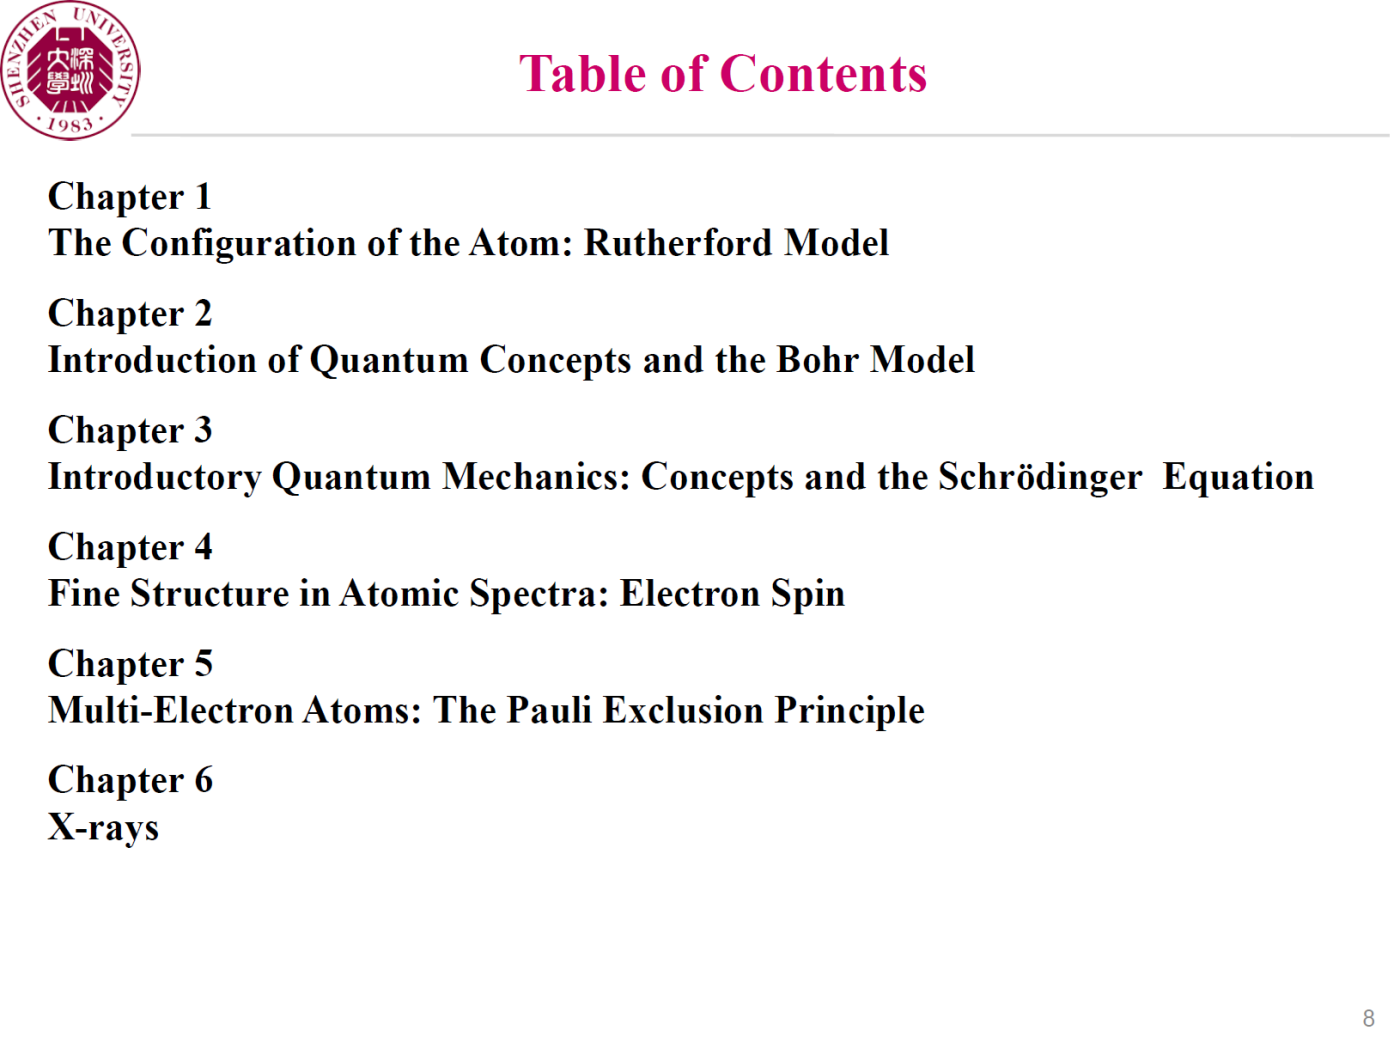 SHENZHEN UNIVERSITY
深圳
大學
·1983·
Table of Contents
Chapter 1
The Configuration of the Atom: Rutherford Model
Chapter 2
Introduction of Quantum Concepts and the Bohr Model
Chapter 3
Introductory Quantum Mechanics: Concepts and the Schrödinger  Equation
Chapter 4
Fine Structure in Atomic Spectra: Electron Spin
Chapter 5
Multi-Electron Atoms: The Pauli Exclusion Principle
Chapter 6
X-rays
8